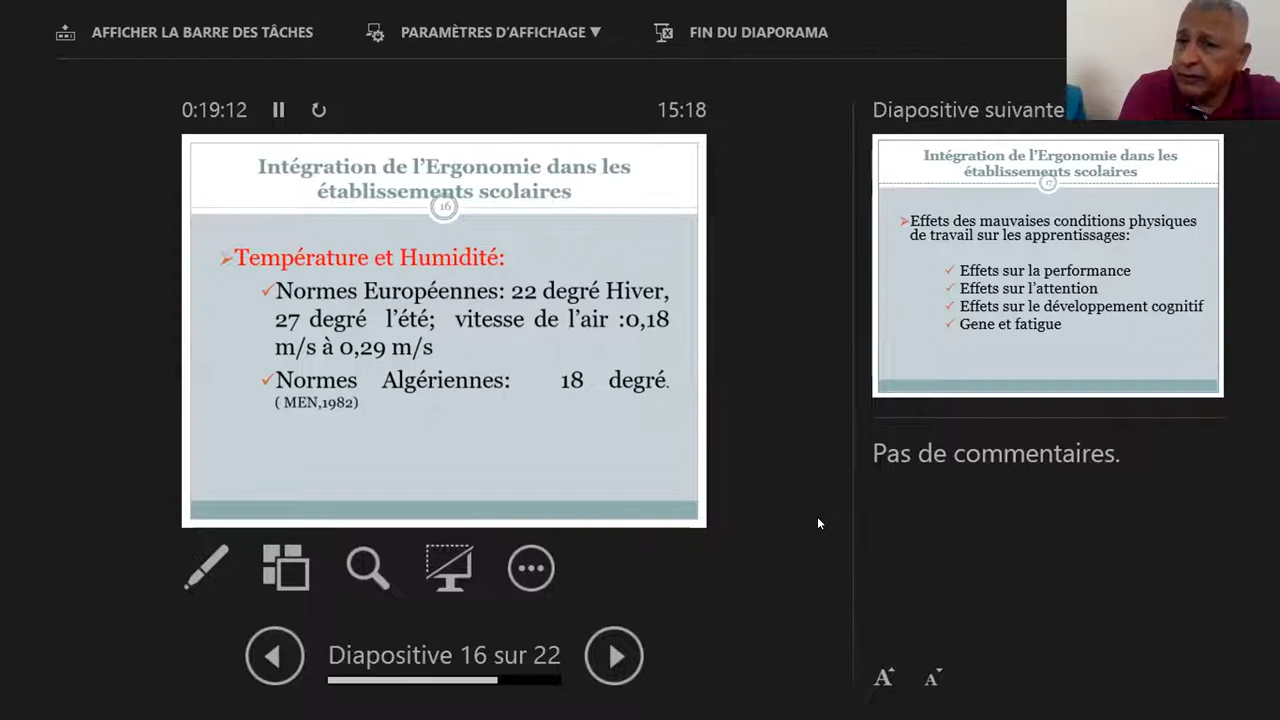 AFFICHER LA BARRE DES TÂCHES
PARAMÈTRES D'AFFICHAGE ▼
FIN DU DIAPORAMA
0:19:12
15:18
Intégration de l'Ergonomie dans les
établissements scolaires
16
Température et Humidité:
Normes Européennes: 22 degré Hiver,
27 degré l'été; vitesse de l'air :0,18
m/s à 0,29 m/s
Normes Algériennes: 18 degré.
( MEN,1982)
Diapositive 16 sur 22
Diapositive suivante
Intégration de l'Ergonomie dans les
établissements scolaires
17
Effets des mauvaises conditions physiques
de travail sur les apprentissages:
Effets sur la performance
Effets sur l'attention
Effets sur le développement cognitif
Gene et fatigue
Pas de commentaires.
A A